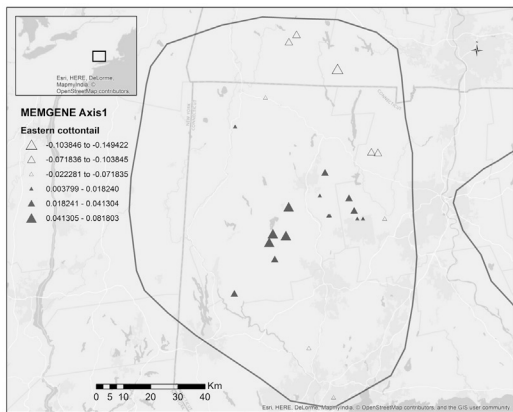 Esri, HERE, DeLorme,
MapmyIndia, ©
OpenStreetMap contributors
MEMGENE Axis1
Eastern cottontail
-0.103846 to -0.149422
-0.071836 to -0.103845
-0.022281 to -0.071835
0.003799 - 0.018240
0.018241 - 0.041304
0.041305 - 0.081803
Km
0 5 10 20 30 40
Esri, HERE, DeLorme, MapmyIndia, © OpenStreetMap contributors, and the GIS user community